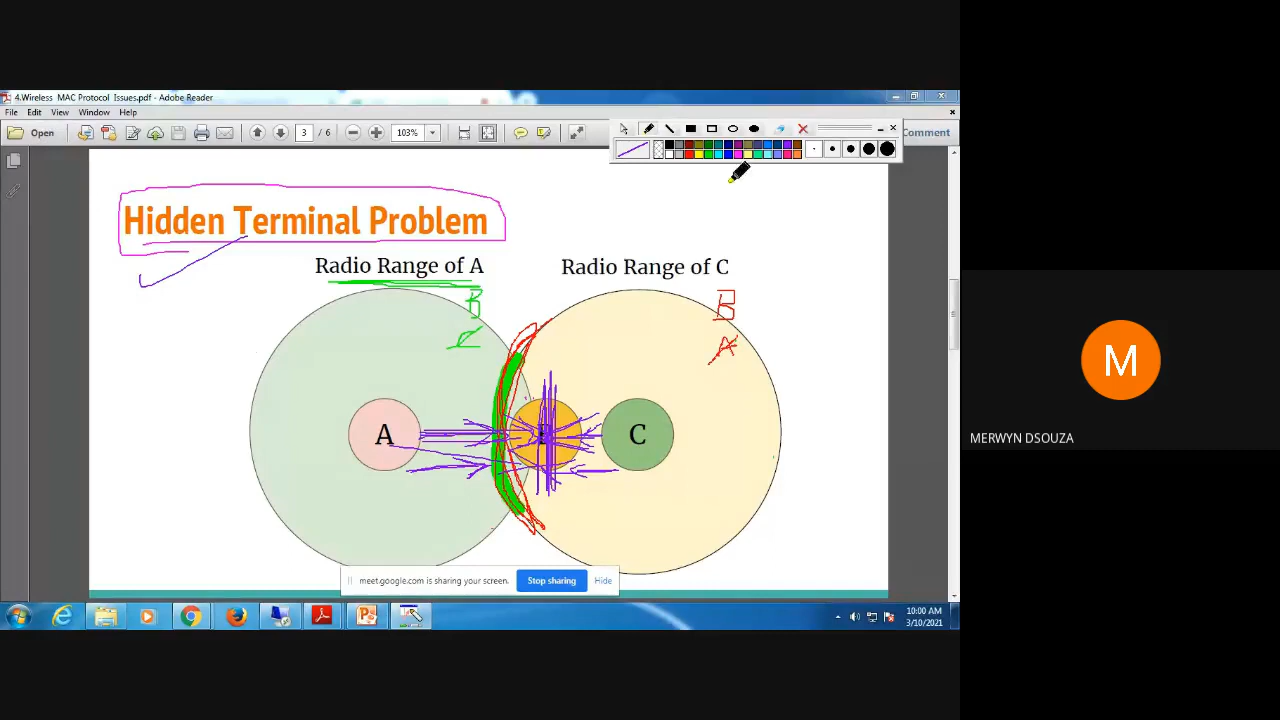 4.Wireless MAC Protocol Issues.pdf - Adobe Reader
File Edit View Window Help
Open 3 / 6 103% Comment
Hidden Terminal Problem
Radio Range of A
Radio Range of C
B
B
C
A
A
C
M
MERWYN DSOUZA
meet.google.com is sharing your screen. Stop sharing Hide
10:00 AM
3/10/2021